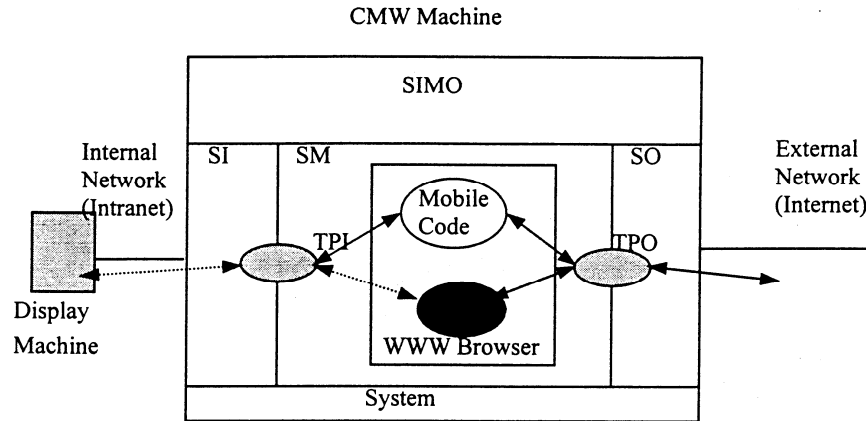 CMW Machine
SIMO
Internal
Network
(Intranet)
SI
SM
SO
External
Network
(Internet)
Mobile
Code
TPI
TPO
Display
Machine
WWW Browser
System